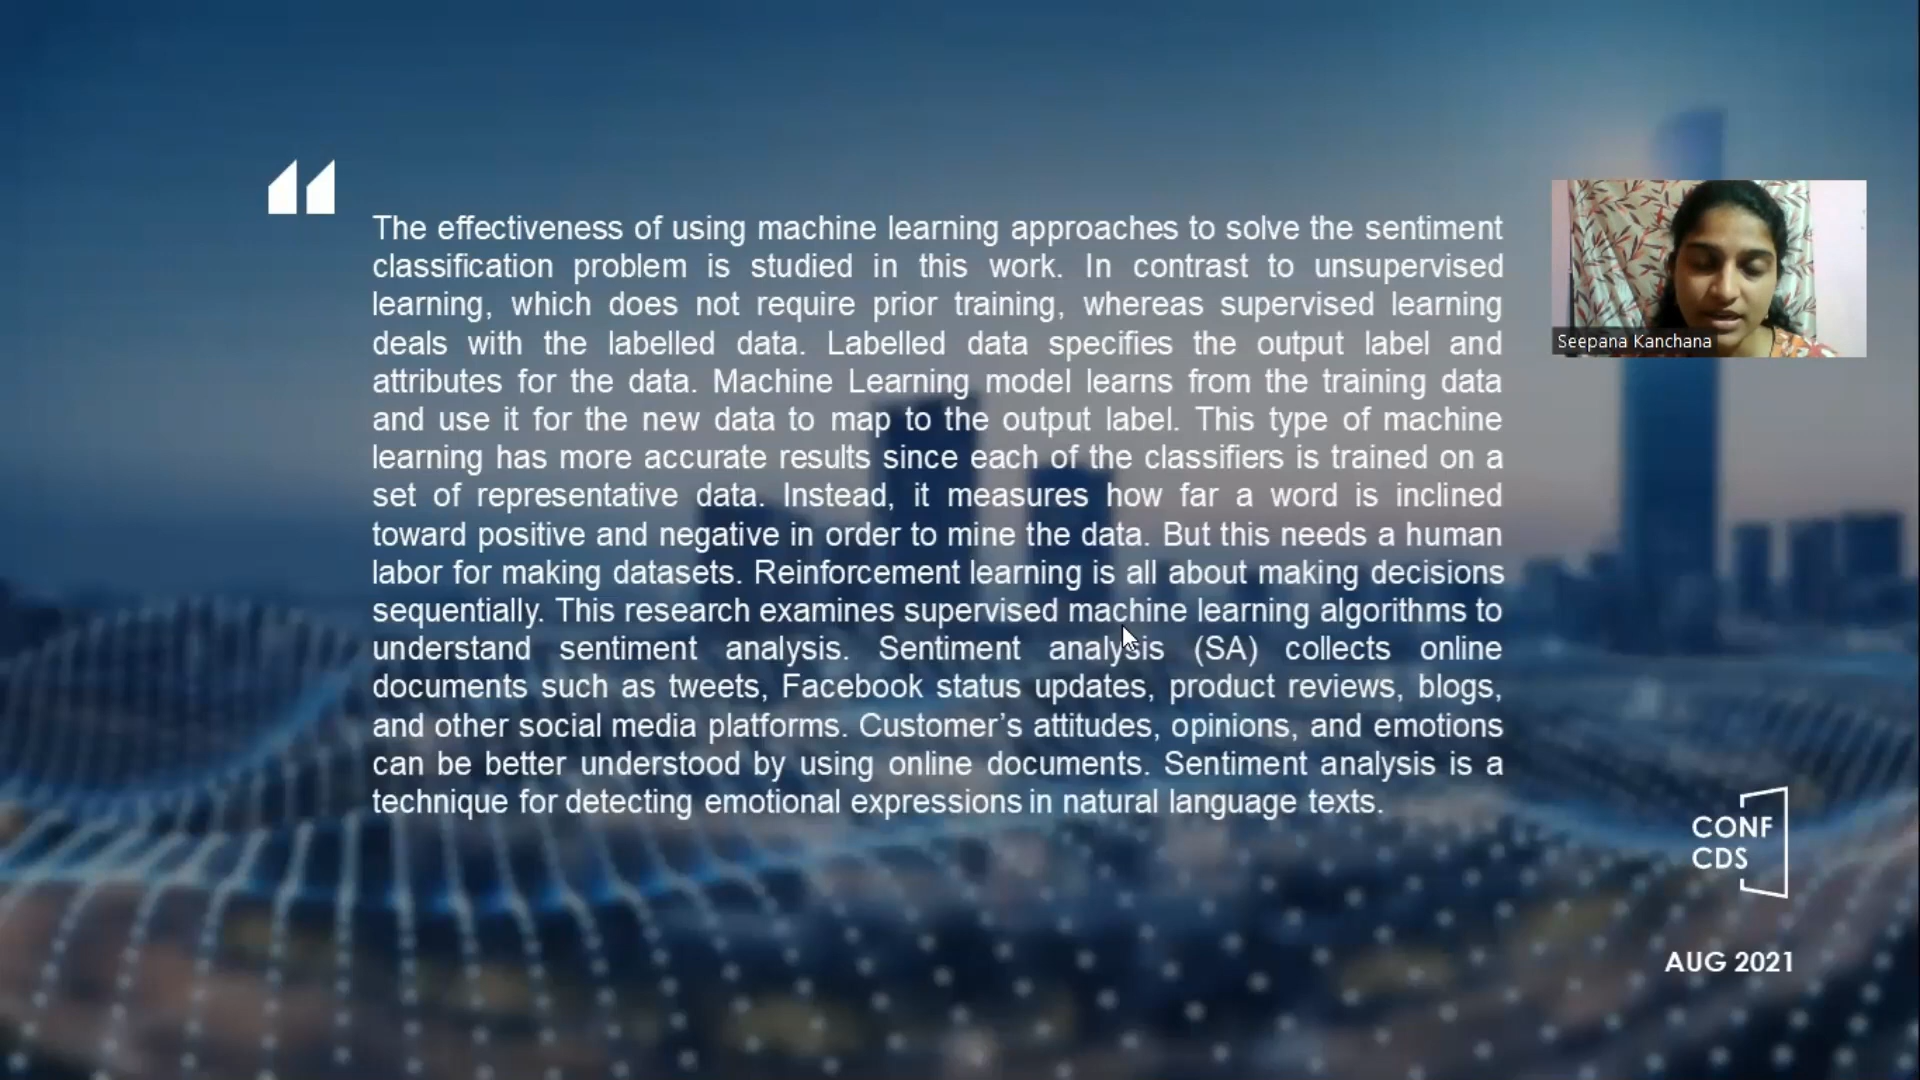 The effectiveness of using machine learning approaches to solve the sentiment
classification problem is studied in this work. In contrast to unsupervised
learning, which does not require prior training, whereas supervised learning
deals with the labelled data. Labelled data specifies the output label and
attributes for the data. Machine Learning model learns from the training data
and use it for the new data to map to the output label. This type of machine
learning has more accurate results since each of the classifiers is trained on a
set of representative data. Instead, it measures how far a word is inclined
toward positive and negative in order to mine the data. But this needs a human
labor for making datasets. Reinforcement learning is all about making decisions
sequentially. This research examines supervised machine learning algorithms to
understand sentiment analysis. Sentiment analysis (SA) collects online
documents such as tweets, Facebook status updates, product reviews, blogs,
and other social media platforms. Customer’s attitudes, opinions, and emotions
can be better understood by using online documents. Sentiment analysis is a
technique for detecting emotional expressions in natural language texts.
Seepana Kanchana
CONF
CDS
AUG 2021